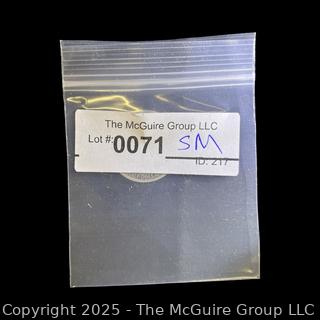 The McGuire Group LLC
Lot #: 0071 SM
ID: 217
Copyright 2025 - The McGuire Group LLC